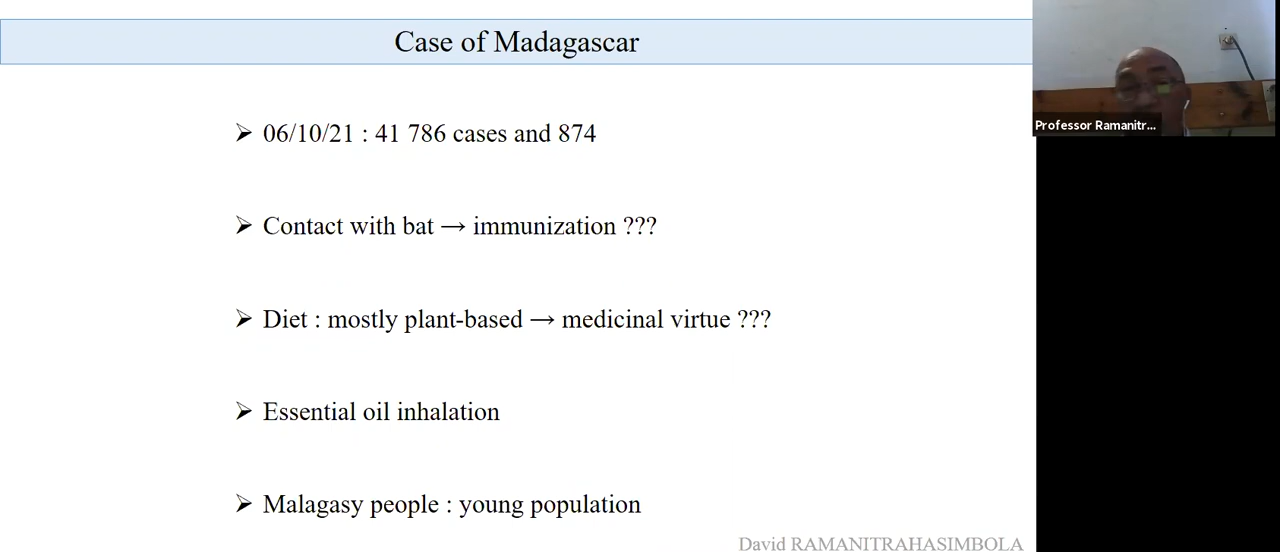 Case of Madagascar
Professor Ramanitr...
➢ 06/10/21 : 41 786 cases and 874
➢ Contact with bat → immunization ???
➢ Diet : mostly plant-based → medicinal virtue ???
➢ Essential oil inhalation
➢ Malagasy people : young population
David RAMANITRAHASIMBOLA